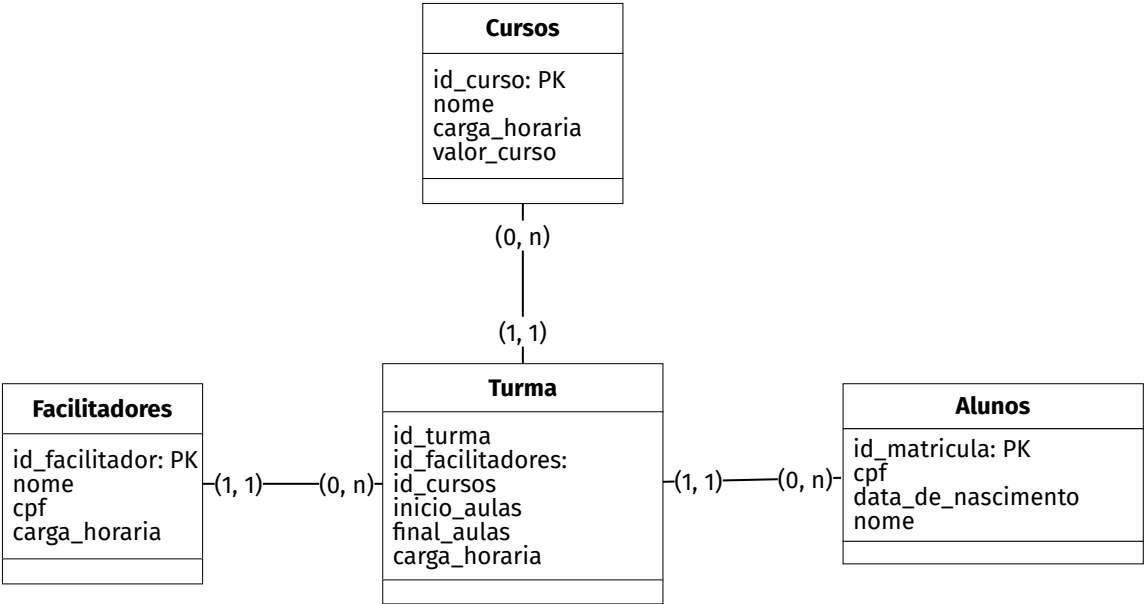 Cursos
id_curso: PK
nome
carga_horaria
valor_curso
(0, n)
(1, 1)
Facilitadores
id_facilitador: PK
nome
cpf
carga_horaria
(1, 1)
(0, n)
Turma
id_turma
id_facilitadores:
id_cursos
inicio_aulas
final_aulas
carga_horaria
(1, 1)
(0, n)
Alunos
id_matricula: PK
cpf
data_de_nascimento
nome